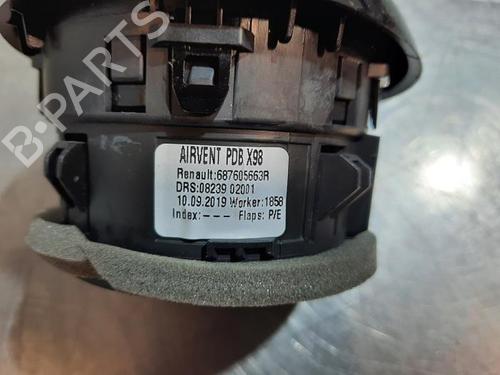 B-PARTS
AIRVENT PDB X98
Renault:687605663R
DRS:08239 02001
10.09.2019 Worker:1858
Index:--- Flaps: P/E